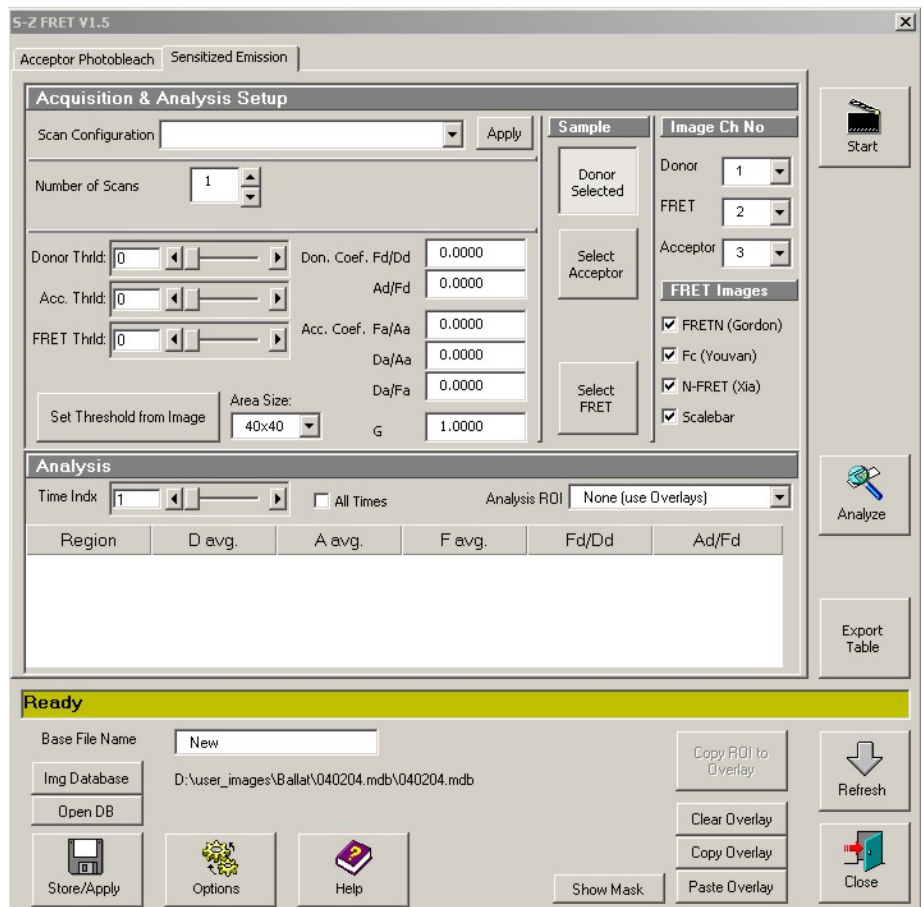 S-Z FRET V1.5
Acceptor Photobleach
Sensitized Emission
Acquisition & Analysis Setup
Scan Configuration
Apply
Number of Scans
1
Donor Thrld:
0
Acc. Thrld:
0
FRET Thrld:
0
Don. Coef. Fd/Dd
0.0000
Ad/Fd
0.0000
Acc. Coef. Fa/Aa
0.0000
Da/Aa
0.0000
Da/Fa
0.0000
G
1.0000
Set Threshold from Image
Area Size:
40x40
Sample
Donor
Selected
Select
Acceptor
Select
FRET
Image Ch No
Donor
1
FRET
2
Acceptor
3
FRET Images
FRETN (Gordon)
Fc (Youvan)
N-FRET (Xia)
Scalebar
Start
Analysis
Time Indx
1
All Times
Analysis ROI
None (use Overlays)
Region
D avg.
A avg.
F avg.
Fd/Dd
Ad/Fd
Analyze
Export
Table
Ready
Base File Name
New
Img Database
D:\user_images\Ballat\040204.mdb\040204.mdb
Open DB
Store/Apply
Options
Help
Copy ROI to
Overlay
Clear Overlay
Copy Overlay
Show Mask
Paste Overlay
Refresh
Close